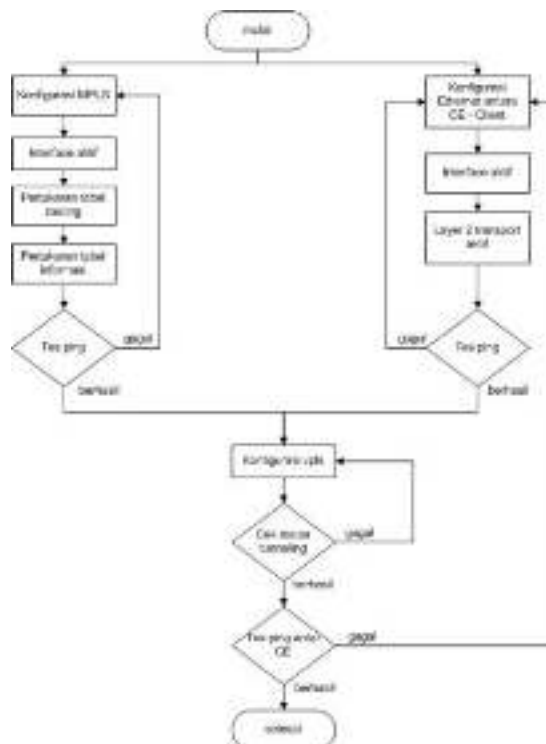 mulai
Konfigurasi MPLS
Interface aktif
Pertukaran tabel
routing
Pertukaran tabel
informasi
Tes ping
gagal
berhasil
Konfigurasi
Ethernet antara
CE - Client
Interface aktif
Layer 2 transport
aktif
Tes ping
gagal
berhasil
Konfigurasi vpls
Cek
tunneling
gagal
berhasil
Tes ping antar
CE
gagal
berhasil
selesai